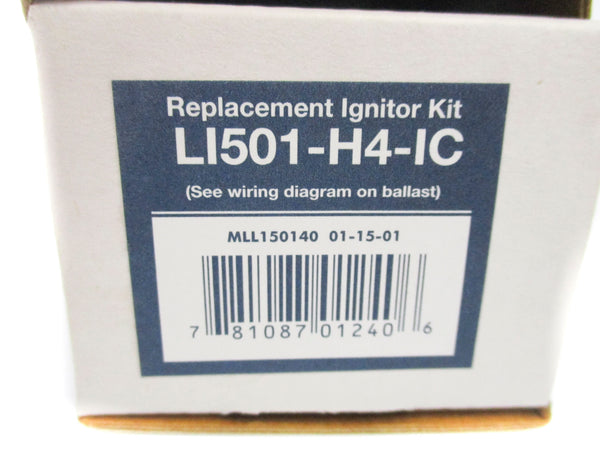 Replacement Ignitor Kit
LI501-H4-IC
(See wiring diagram on ballast)
MLL150140 01-15-01
7 81087 01240 6